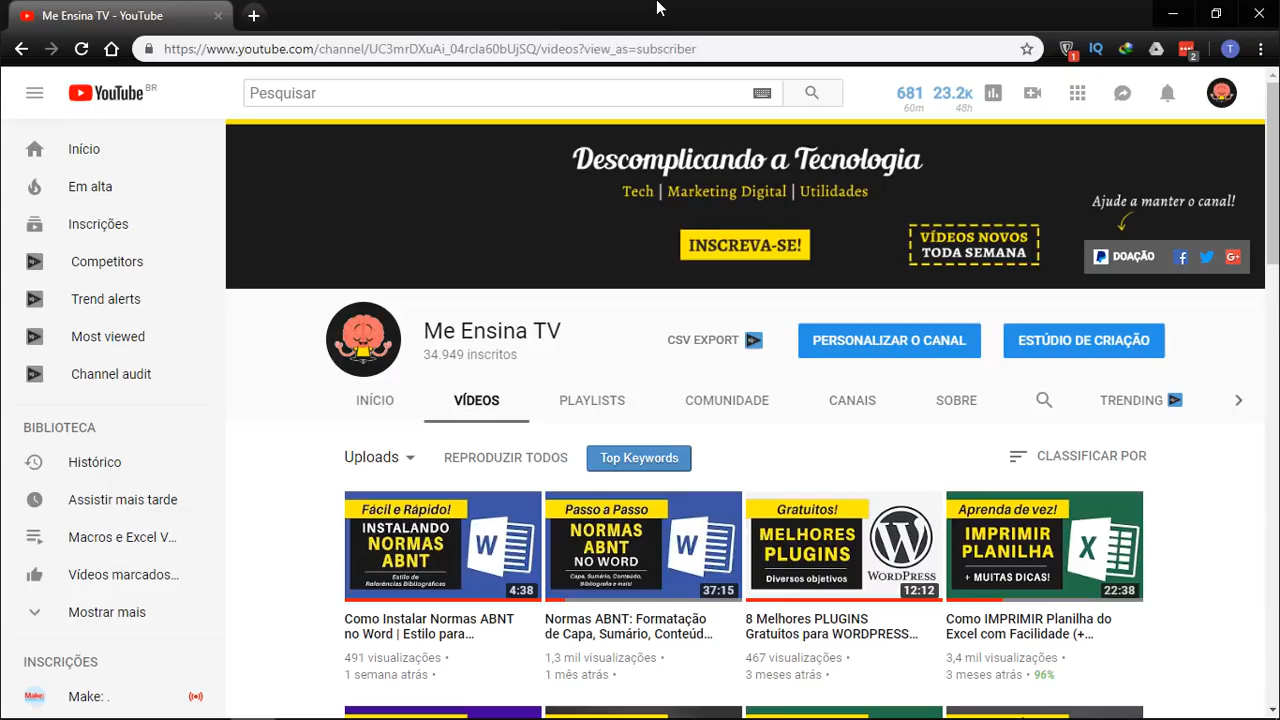 Me Ensina TV - YouTube
https://www.youtube.com/channel/UC3mrDXuAi_04rcIa60bUjSQ/videos?view_as=subscriber
1
IQ
2
T
YouTube BR
Pesquisar
681
60m
23.2K
48h
Início
Em alta
Inscrições
Competitors
Trend alerts
Most viewed
Channel audit
BIBLIOTECA
Histórico
Assistir mais tarde
Macros e Excel V...
Vídeos marcados...
Mostrar mais
INSCRIÇÕES
Make:
Make: .
Descomplicando a Tecnologia
Tech | Marketing Digital | Utilidades
INSCREVA-SE!
VÍDEOS NOVOS
TODA SEMANA
Ajude a manter o canal!
DOAÇÃO
G+
Me Ensina TV
34.949 inscritos
CSV EXPORT
PERSONALIZAR O CANAL
ESTÚDIO DE CRIAÇÃO
INÍCIO
VÍDEOS
PLAYLISTS
COMUNIDADE
CANAIS
SOBRE
TRENDING
Uploads
REPRODUZIR TODOS
Top Keywords
CLASSIFICAR POR
Fácil e Rápido!
INSTALANDO
NORMAS
ABNT
Estilo de
Referências Bibliográficas
W
4:38
Como Instalar Normas ABNT
no Word | Estilo para...
491 visualizações •
1 semana atrás •
Passo a Passo
NORMAS
ABNT
NO WORD
Capa, Sumário, Conteúdo,
Bibliografia e mais!
W
37:15
Normas ABNT: Formatação
de Capa, Sumário, Conteúd...
1,3 mil visualizações •
1 mês atrás •
Gratuitos!
MELHORES
PLUGINS
Diversos objetivos
W
WORDPRESS
12:12
8 Melhores PLUGINS
Gratuitos para WORDPRESS...
467 visualizações •
3 meses atrás •
Aprenda de vez!
IMPRIMIR
PLANILHA
+ MUITAS DICAS!
X
22:38
Como IMPRIMIR Planilha do
Excel com Facilidade (+...
3,4 mil visualizações •
3 meses atrás • 96%